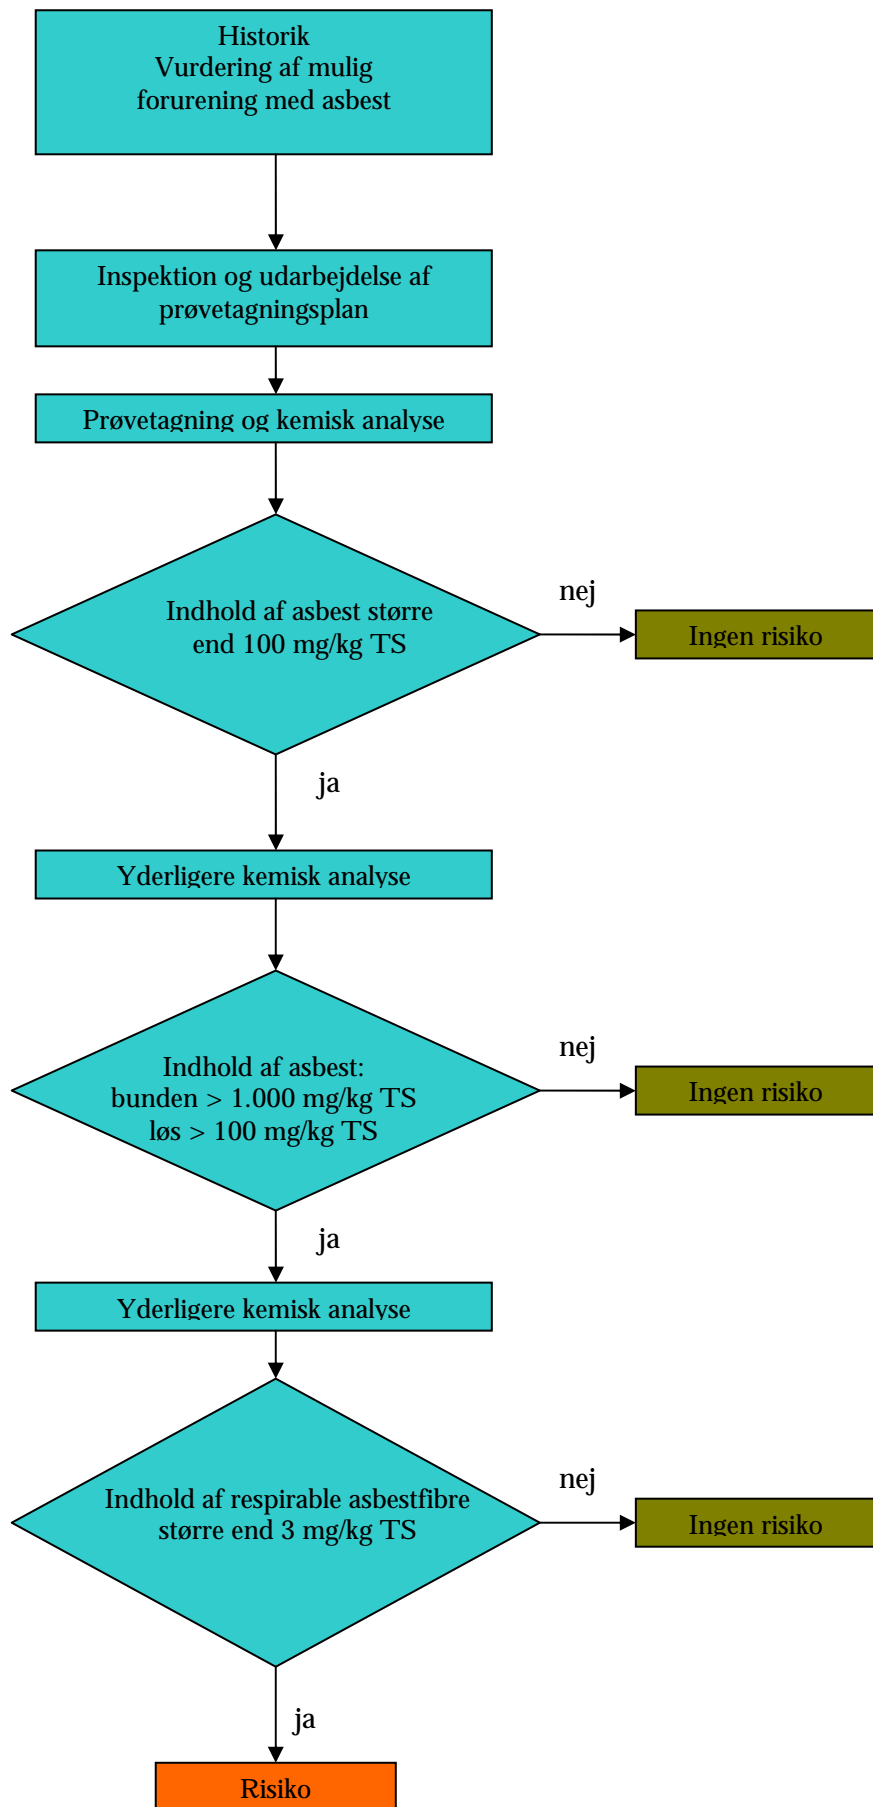 Historik
Vurdering af mulig
forurening med asbest
Inspektion og udarbejdelse af
prøvetagningsplan
Prøvetagning og kemisk analyse
Indhold af asbest større
end 100 mg/kg TS
nej
Ingen risiko
ja
Yderligere kemisk analyse
Indhold af asbest:
bunden > 1.000 mg/kg TS
løs > 100 mg/kg TS
nej
Ingen risiko
ja
Yderligere kemisk analyse
Indhold af respirable asbestfibre
større end 3 mg/kg TS
nej
Ingen risiko
ja
Risiko